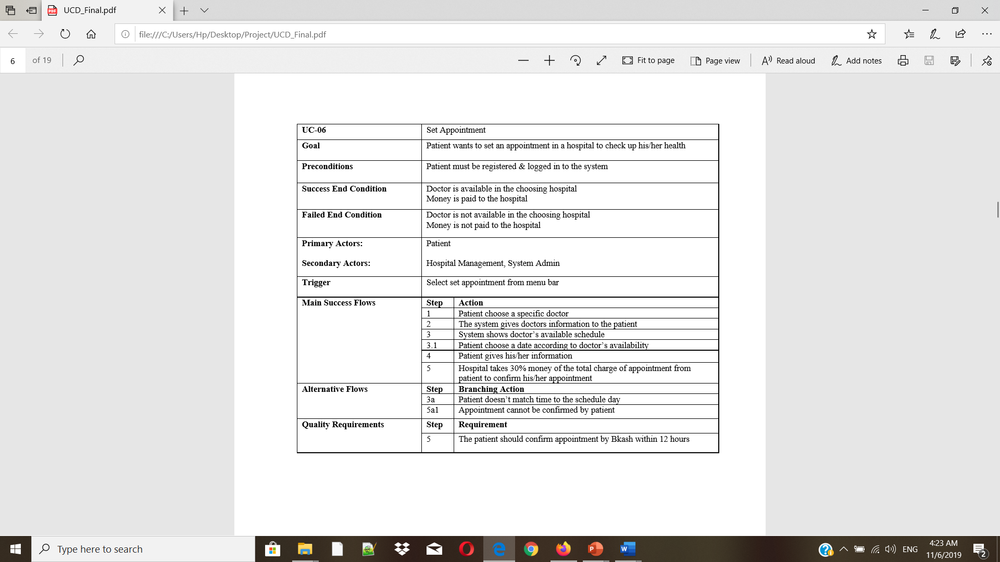 UCD_Final.pdf
file:///C:/Users/Hp/Desktop/Project/UCD_Final.pdf
6 of 19 Fit to page Page view Read aloud Add notes
UC-06 Set Appointment
Goal Patient wants to set an appointment in a hospital to check up his/her health
Preconditions Patient must be registered & logged in to the system
Success End Condition Doctor is available in the choosing hospital
Money is paid to the hospital
Failed End Condition Doctor is not available in the choosing hospital
Money is not paid to the hospital
Primary Actors: Patient
Secondary Actors: Hospital Management, System Admin
Trigger Select set appointment from menu bar
Main Success Flows Step Action
1 Patient choose a specific doctor
2 The system gives doctors information to the patient
3 System shows doctor's available schedule
3.1 Patient choose a date according to doctor's availability
4 Patient gives his/her information
5 Hospital takes 30% money of the total charge of appointment from
patient to confirm his/her appointment
Alternative Flows Step Branching Action
3a Patient doesn't match time to the schedule day
5a1 Appointment cannot be confirmed by patient
Quality Requirements Step Requirement
5 The patient should confirm appointment by Bkash within 12 hours
Type here to search
ENG
4:23 AM
11/6/2019
2